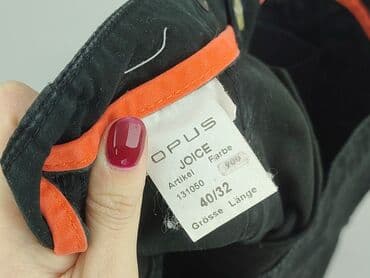 OPUS
JOICE
Artikel Farbe
131050 900
40/32
Grösse Länge